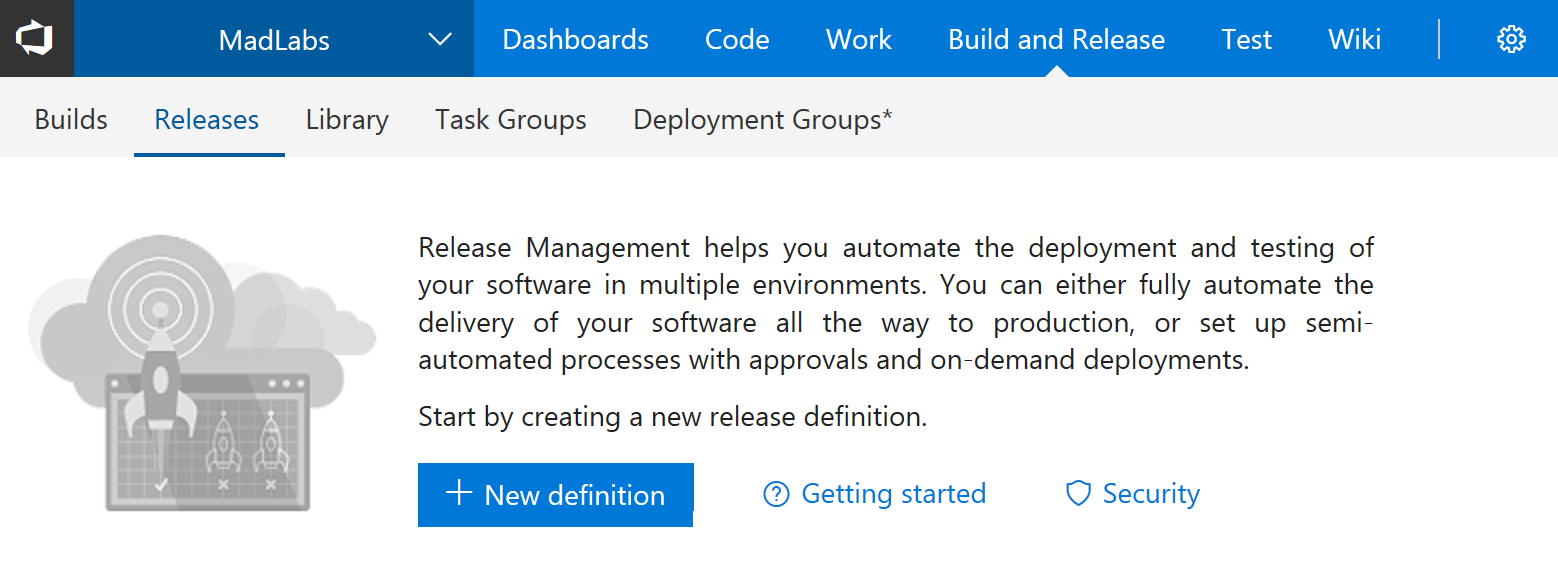 MadLabs Dashboards Code Work Build and Release Test Wiki
Builds Releases Library Task Groups Deployment Groups*
Release Management helps you automate the deployment and testing of
your software in multiple environments. You can either fully automate the
delivery of your software all the way to production, or set up semi-
automated processes with approvals and on-demand deployments.
Start by creating a new release definition.
New definition Getting started Security